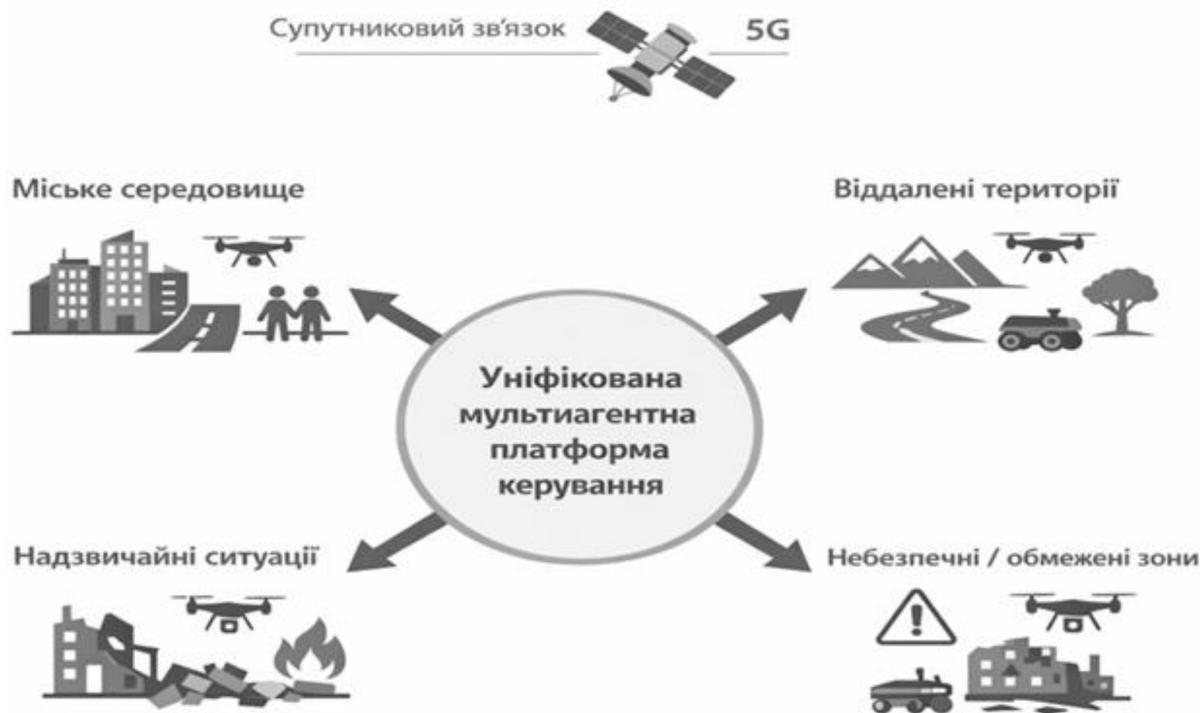 Супутниковий зв'язок 5G
Міське середовище
Віддалені території
Уніфікована
мультиагентна
платформа
керування
Надзвичайні ситуації
Небезпечні / обмежені зони